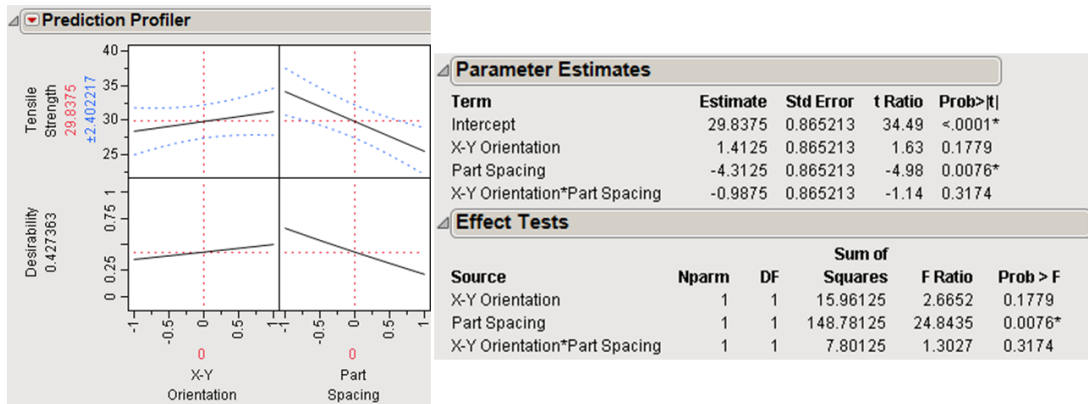 Prediction Profiler
Tensile
Strength
29.8375
±2.402217
40
35
30
25
Desirability
0.427363
1
0.75
0.25
0
-1
-0.5
0
0.5
1
-1
-0.5
0
0.5
1
0
X-Y
Orientation
0
Part
Spacing
Parameter Estimates
Term Estimate Std Error t Ratio Prob>|t|
Intercept 29.8375 0.865213 34.49 <.0001*
X-Y Orientation 1.4125 0.865213 1.63 0.1779
Part Spacing -4.3125 0.865213 -4.98 0.0076*
X-Y Orientation*Part Spacing -0.9875 0.865213 -1.14 0.3174
Effect Tests
Sum of
Source Nparm DF Squares F Ratio Prob > F
X-Y Orientation 1 1 15.96125 2.6652 0.1779
Part Spacing 1 1 148.78125 24.8435 0.0076*
X-Y Orientation*Part Spacing 1 1 7.80125 1.3027 0.3174